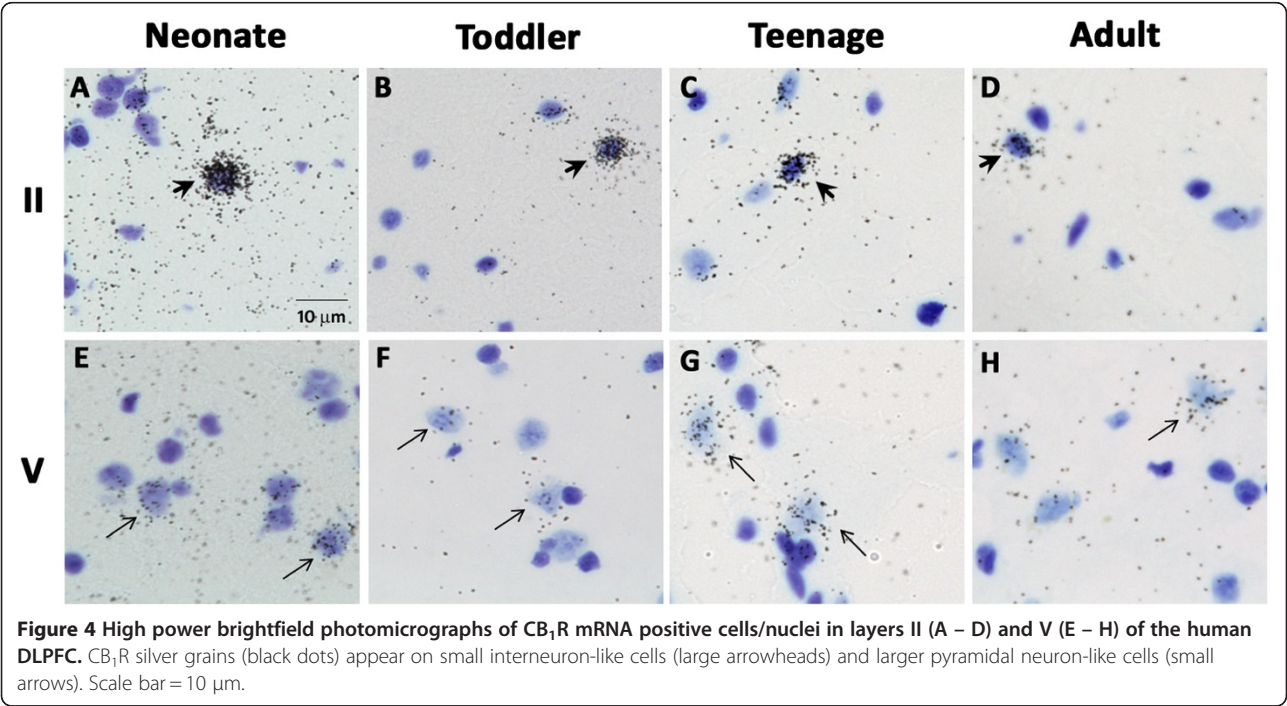 Neonate Toddler Teenage Adult
II
A B C D
10 µm
V
E F G H
Figure 4 High power brightfield photomicrographs of CB₁R mRNA positive cells/nuclei in layers II (A – D) and V (E – H) of the human
DLPFC. CB₁R silver grains (black dots) appear on small interneuron-like cells (large arrowheads) and larger pyramidal neuron-like cells (small
arrows). Scale bar = 10 µm.